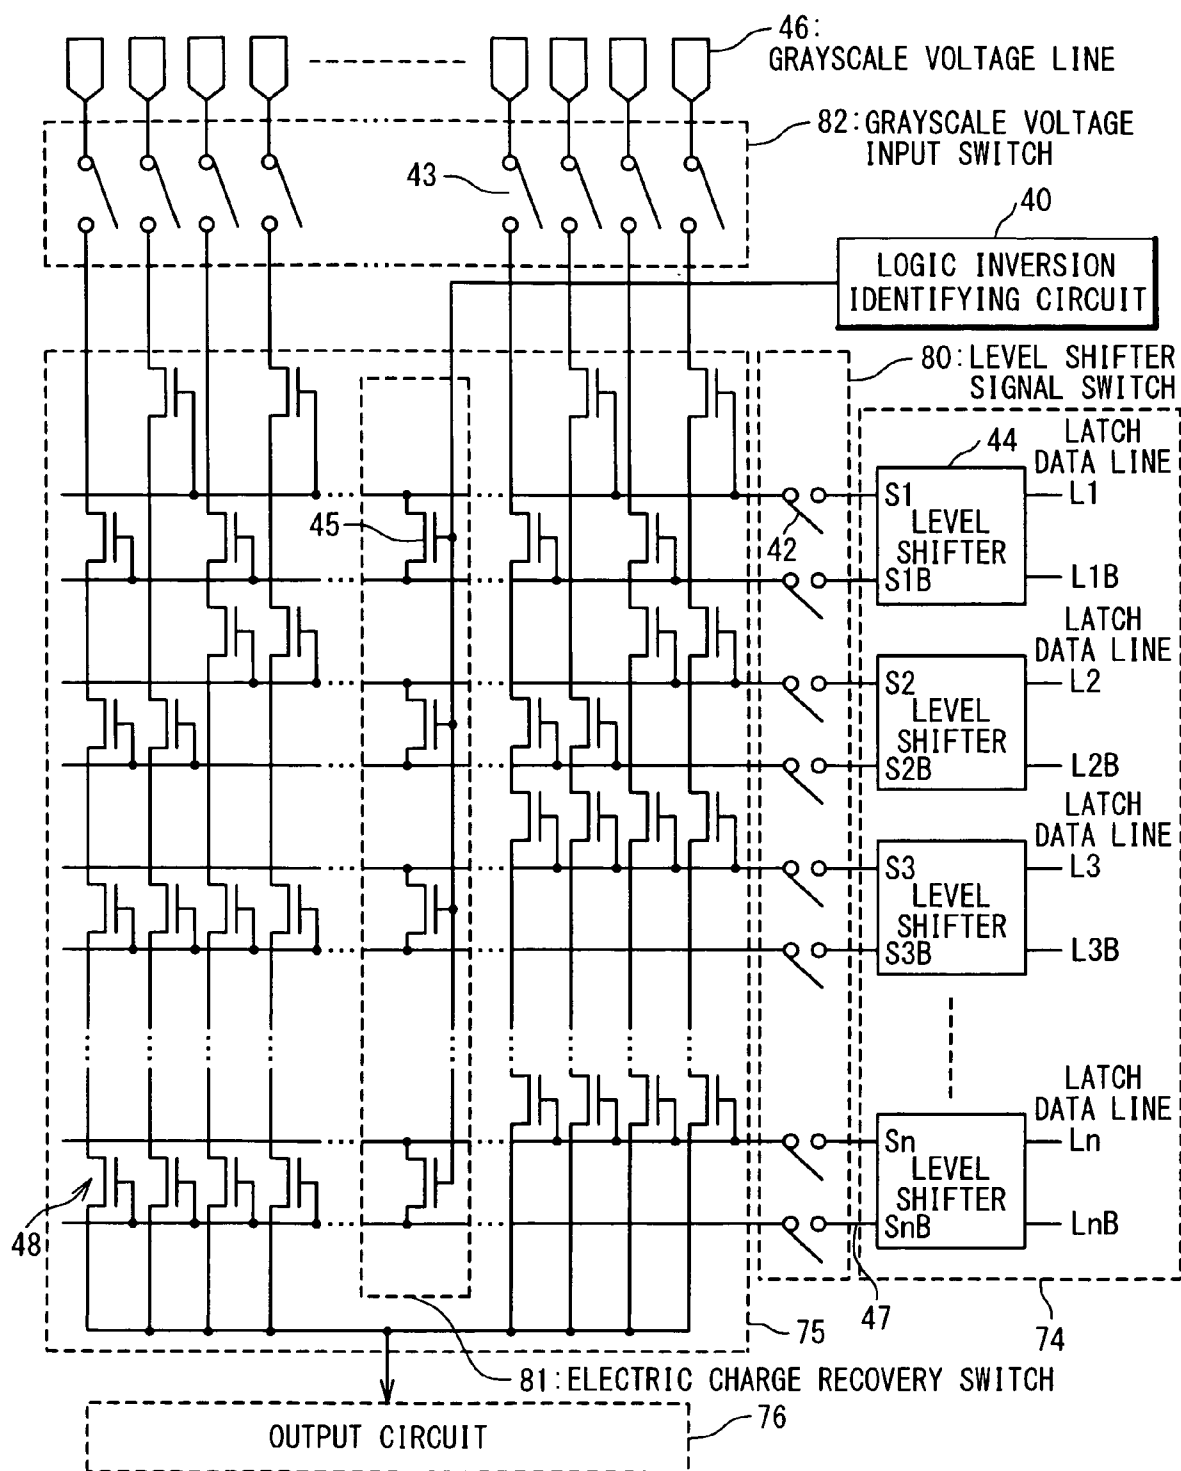 46:
GRAYSCALE VOLTAGE LINE
82:GRAYSCALE VOLTAGE
INPUT SWITCH
43
40
LOGIC INVERSION
IDENTIFYING CIRCUIT
80:LEVEL SHIFTER
SIGNAL SWITCH
44
LATCH
DATA LINE
S1
L1
LEVEL
SHIFTER
45
42
S1B
L1B
LATCH
DATA LINE
S2
L2
LEVEL
SHIFTER
S2B
L2B
LATCH
DATA LINE
S3
L3
LEVEL
SHIFTER
S3B
L3B
LATCH
DATA LINE
Sn
Ln
LEVEL
SHIFTER
48
SnB
LnB
47
75
74
81:ELECTRIC CHARGE RECOVERY SWITCH
76
OUTPUT CIRCUIT